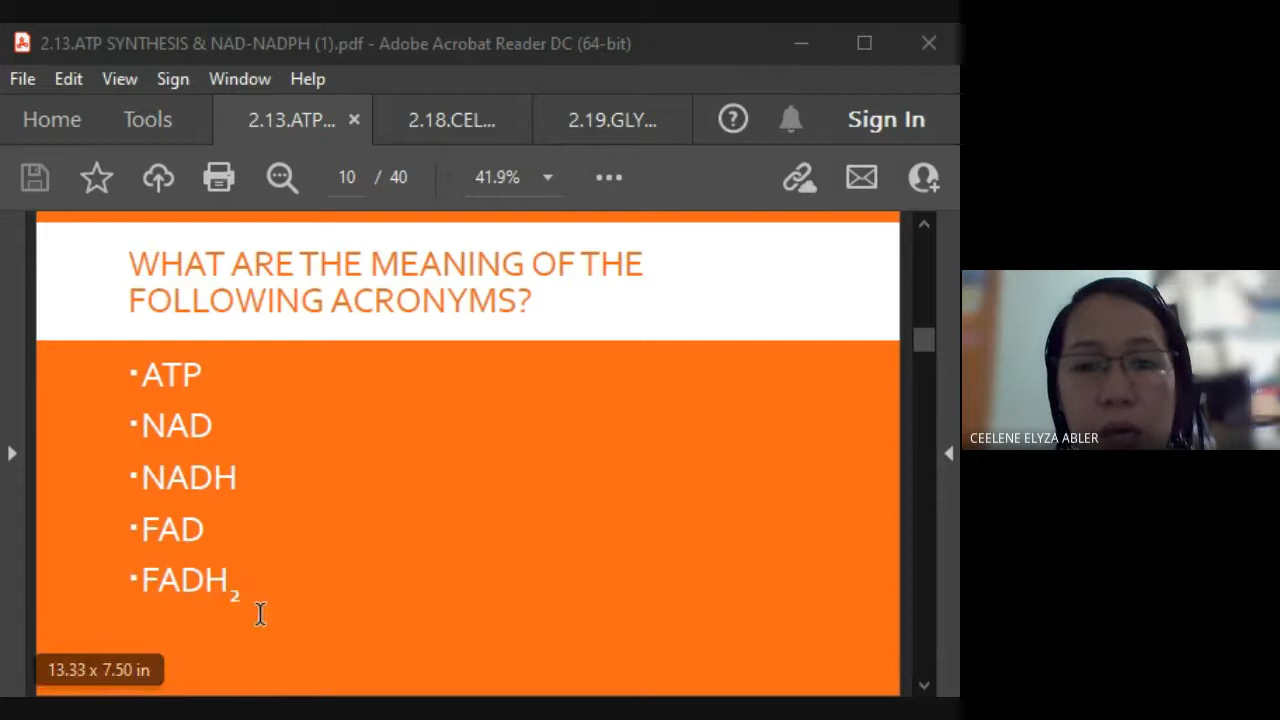 2.13.ATP SYNTHESIS & NAD-NADPH (1).pdf - Adobe Acrobat Reader DC (64-bit)
File Edit View Sign Window Help
Home Tools 2.13.ATP... × 2.18.CEL... 2.19.GLY... Sign In
10 / 40 41.9%
WHAT ARE THE MEANING OF THE
FOLLOWING ACRONYMS?
▪ATP
▪NAD
▪NADH
▪FAD
▪FADH₂
13.33 x 7.50 in
CEELENE ELYZA ABLER